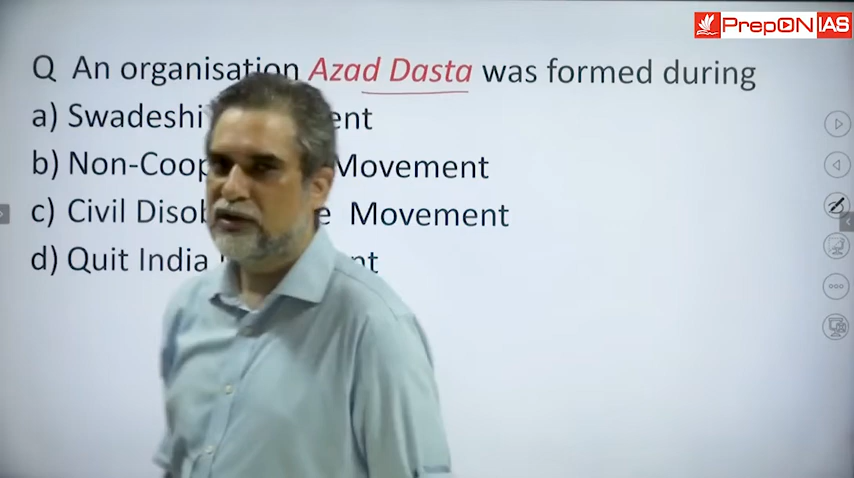 PrepON IAS
Q An organisation Azad Dasta was formed during
a) Swadeshi ent
b) Non-Coop Movement
c) Civil Disob e Movement
d) Quit India nt